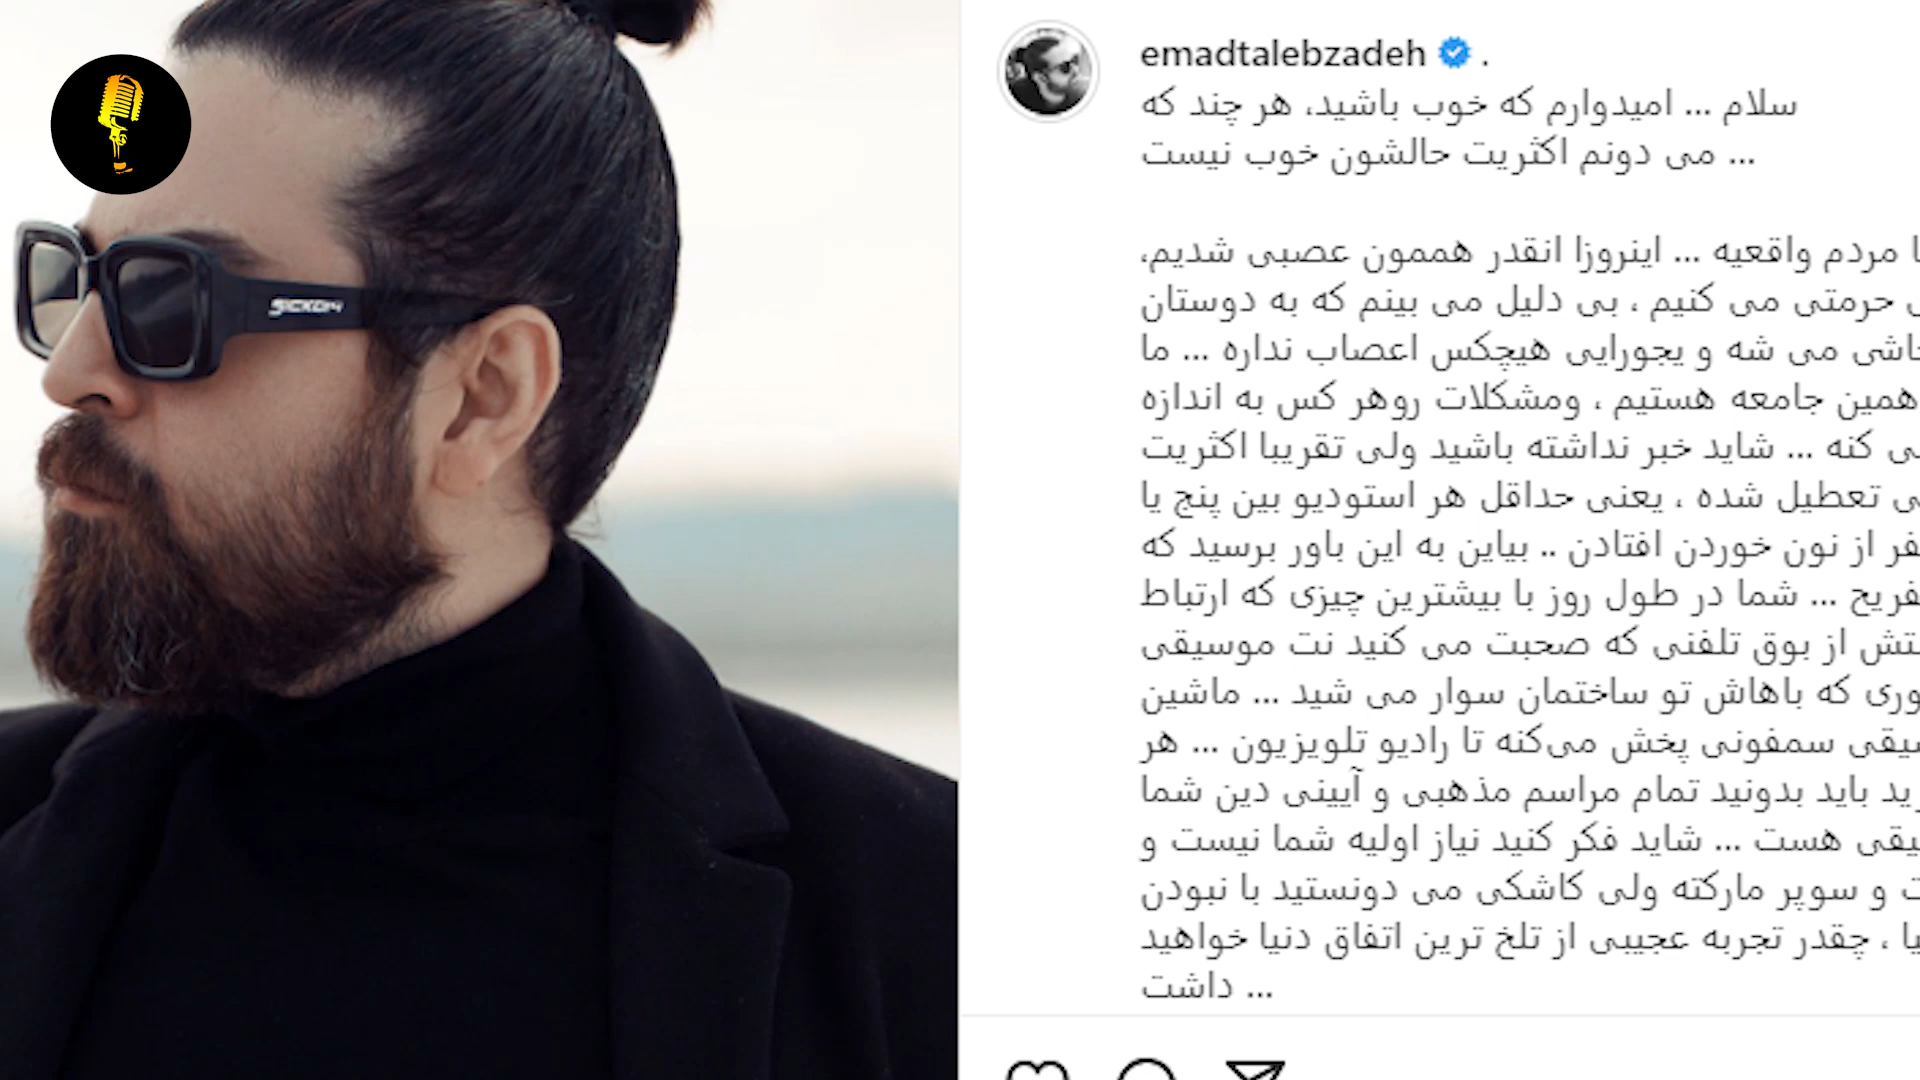 SICKDM
emadtalebzadeh .
سلام ... امیدوارم که خوب باشید، هر چند که
می دونم اکثریت حالشون خوب نیست ...
مردم واقعیه ... اینروزا انقدر هممون عصبی شدیم،
حرمتی می کنیم ، بی دلیل می بینم که به دوستان
می شه و یجورایی هیچکس اعصاب نداره ... ما
همین جامعه هستیم ، ومشکلات روهر کس به اندازه
کنه ... شاید خبر نداشته باشید ولی تقریبا اکثریت
تعطیل شده ، یعنی حداقل هر استودیو بین پنج یا
از نون خوردن افتادن .. بیاین به این باور برسید که
... شما در طول روز با بیشترین چیزی که ارتباط
از بوق تلفنی که صحبت می کنید نت موسیقی
که باهاش تو ساختمان سوار می شید ... ماشین
سمفونی پخش می‌کنه تا رادیو تلویزیون ... هر
باید بدونید تمام مراسم مذهبی و آیینی دین شما
هست ... شاید فکر کنید نیاز اولیه شما نیست و
و سوپر مارکته ولی کاشکی می دونستید با نبودن
، چقدر تجربه عجیبی از تلخ ترین اتفاق دنیا خواهید
داشت ...